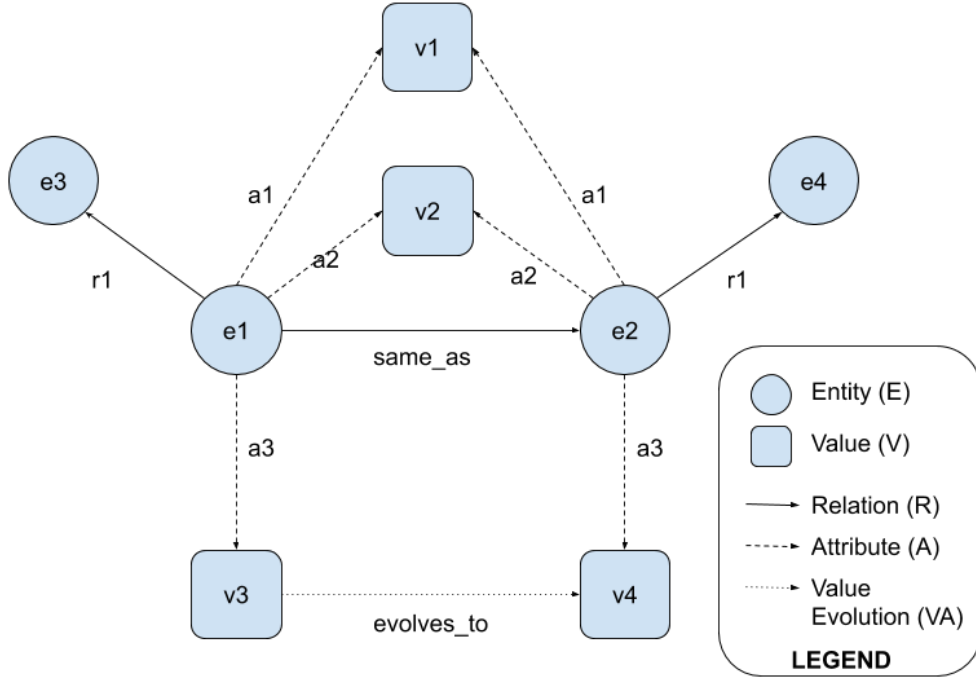 v1
e3
e4
a1
a1
v2
a2
a2
r1
r1
e1
e2
same_as
a3
a3
v3
v4
evolves_to
Entity (E)
Value (V)
Relation (R)
Attribute (A)
Value
Evolution (VA)
LEGEND